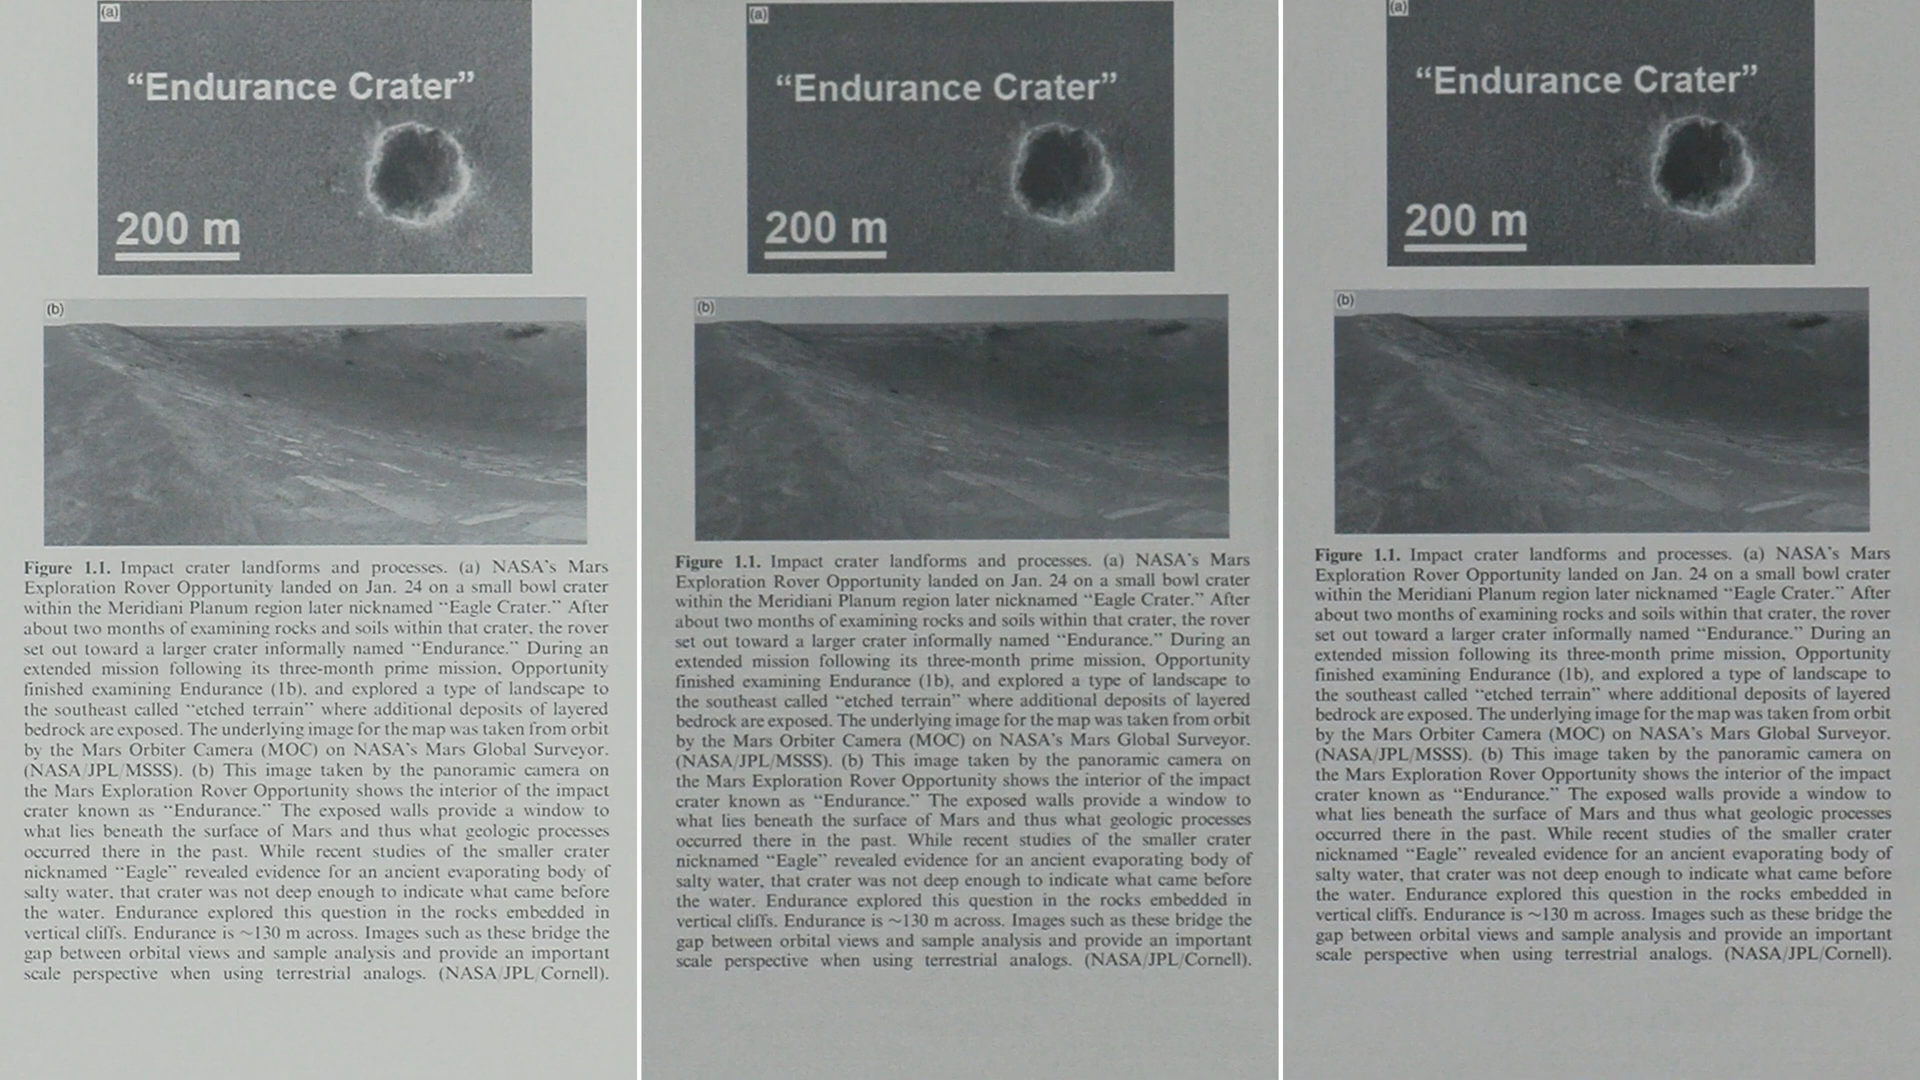 (a)
“Endurance Crater”
200 m
(b)
Figure 1.1. Impact crater landforms and processes. (a) NASA's Mars
Exploration Rover Opportunity landed on Jan. 24 on a small bowl crater
within the Meridiani Planum region later nicknamed “Eagle Crater.” After
about two months of examining rocks and soils within that crater, the rover
set out toward a larger crater informally named “Endurance.” During an
extended mission following its three-month prime mission, Opportunity
finished examining Endurance (1b), and explored a type of landscape to
the southeast called “etched terrain” where additional deposits of layered
bedrock are exposed. The underlying image for the map was taken from orbit
by the Mars Orbiter Camera (MOC) on NASA's Mars Global Surveyor.
(NASA/JPL/MSSS). (b) This image taken by the panoramic camera on
the Mars Exploration Rover Opportunity shows the interior of the impact
crater known as “Endurance.” The exposed walls provide a window to
what lies beneath the surface of Mars and thus what geologic processes
occurred there in the past. While recent studies of the smaller crater
nicknamed “Eagle” revealed evidence for an ancient evaporating body of
salty water, that crater was not deep enough to indicate what came before
the water. Endurance explored this question in the rocks embedded in
vertical cliffs. Endurance is ~130 m across. Images such as these bridge the
gap between orbital views and sample analysis and provide an important
scale perspective when using terrestrial analogs. (NASA/JPL/Cornell).
(a)
“Endurance Crater”
200 m
(b)
Figure 1.1. Impact crater landforms and processes. (a) NASA's Mars
Exploration Rover Opportunity landed on Jan. 24 on a small bowl crater
within the Meridiani Planum region later nicknamed “Eagle Crater.” After
about two months of examining rocks and soils within that crater, the rover
set out toward a larger crater informally named “Endurance.” During an
extended mission following its three-month prime mission, Opportunity
finished examining Endurance (1b), and explored a type of landscape to
the southeast called “etched terrain” where additional deposits of layered
bedrock are exposed. The underlying image for the map was taken from orbit
by the Mars Orbiter Camera (MOC) on NASA's Mars Global Surveyor.
(NASA/JPL/MSSS). (b) This image taken by the panoramic camera on
the Mars Exploration Rover Opportunity shows the interior of the impact
crater known as “Endurance.” The exposed walls provide a window to
what lies beneath the surface of Mars and thus what geologic processes
occurred there in the past. While recent studies of the smaller crater
nicknamed “Eagle” revealed evidence for an ancient evaporating body of
salty water, that crater was not deep enough to indicate what came before
the water. Endurance explored this question in the rocks embedded in
vertical cliffs. Endurance is ~130 m across. Images such as these bridge the
gap between orbital views and sample analysis and provide an important
scale perspective when using terrestrial analogs. (NASA/JPL/Cornell).
(a)
“Endurance Crater”
200 m
(b)
Figure 1.1. Impact crater landforms and processes. (a) NASA's Mars
Exploration Rover Opportunity landed on Jan. 24 on a small bowl crater
within the Meridiani Planum region later nicknamed “Eagle Crater.” After
about two months of examining rocks and soils within that crater, the rover
set out toward a larger crater informally named “Endurance.” During an
extended mission following its three-month prime mission, Opportunity
finished examining Endurance (1b), and explored a type of landscape to
the southeast called “etched terrain” where additional deposits of layered
bedrock are exposed. The underlying image for the map was taken from orbit
by the Mars Orbiter Camera (MOC) on NASA's Mars Global Surveyor.
(NASA/JPL/MSSS). (b) This image taken by the panoramic camera on
the Mars Exploration Rover Opportunity shows the interior of the impact
crater known as “Endurance.” The exposed walls provide a window to
what lies beneath the surface of Mars and thus what geologic processes
occurred there in the past. While recent studies of the smaller crater
nicknamed “Eagle” revealed evidence for an ancient evaporating body of
salty water, that crater was not deep enough to indicate what came before
the water. Endurance explored this question in the rocks embedded in
vertical cliffs. Endurance is ~130 m across. Images such as these bridge the
gap between orbital views and sample analysis and provide an important
scale perspective when using terrestrial analogs. (NASA/JPL/Cornell).